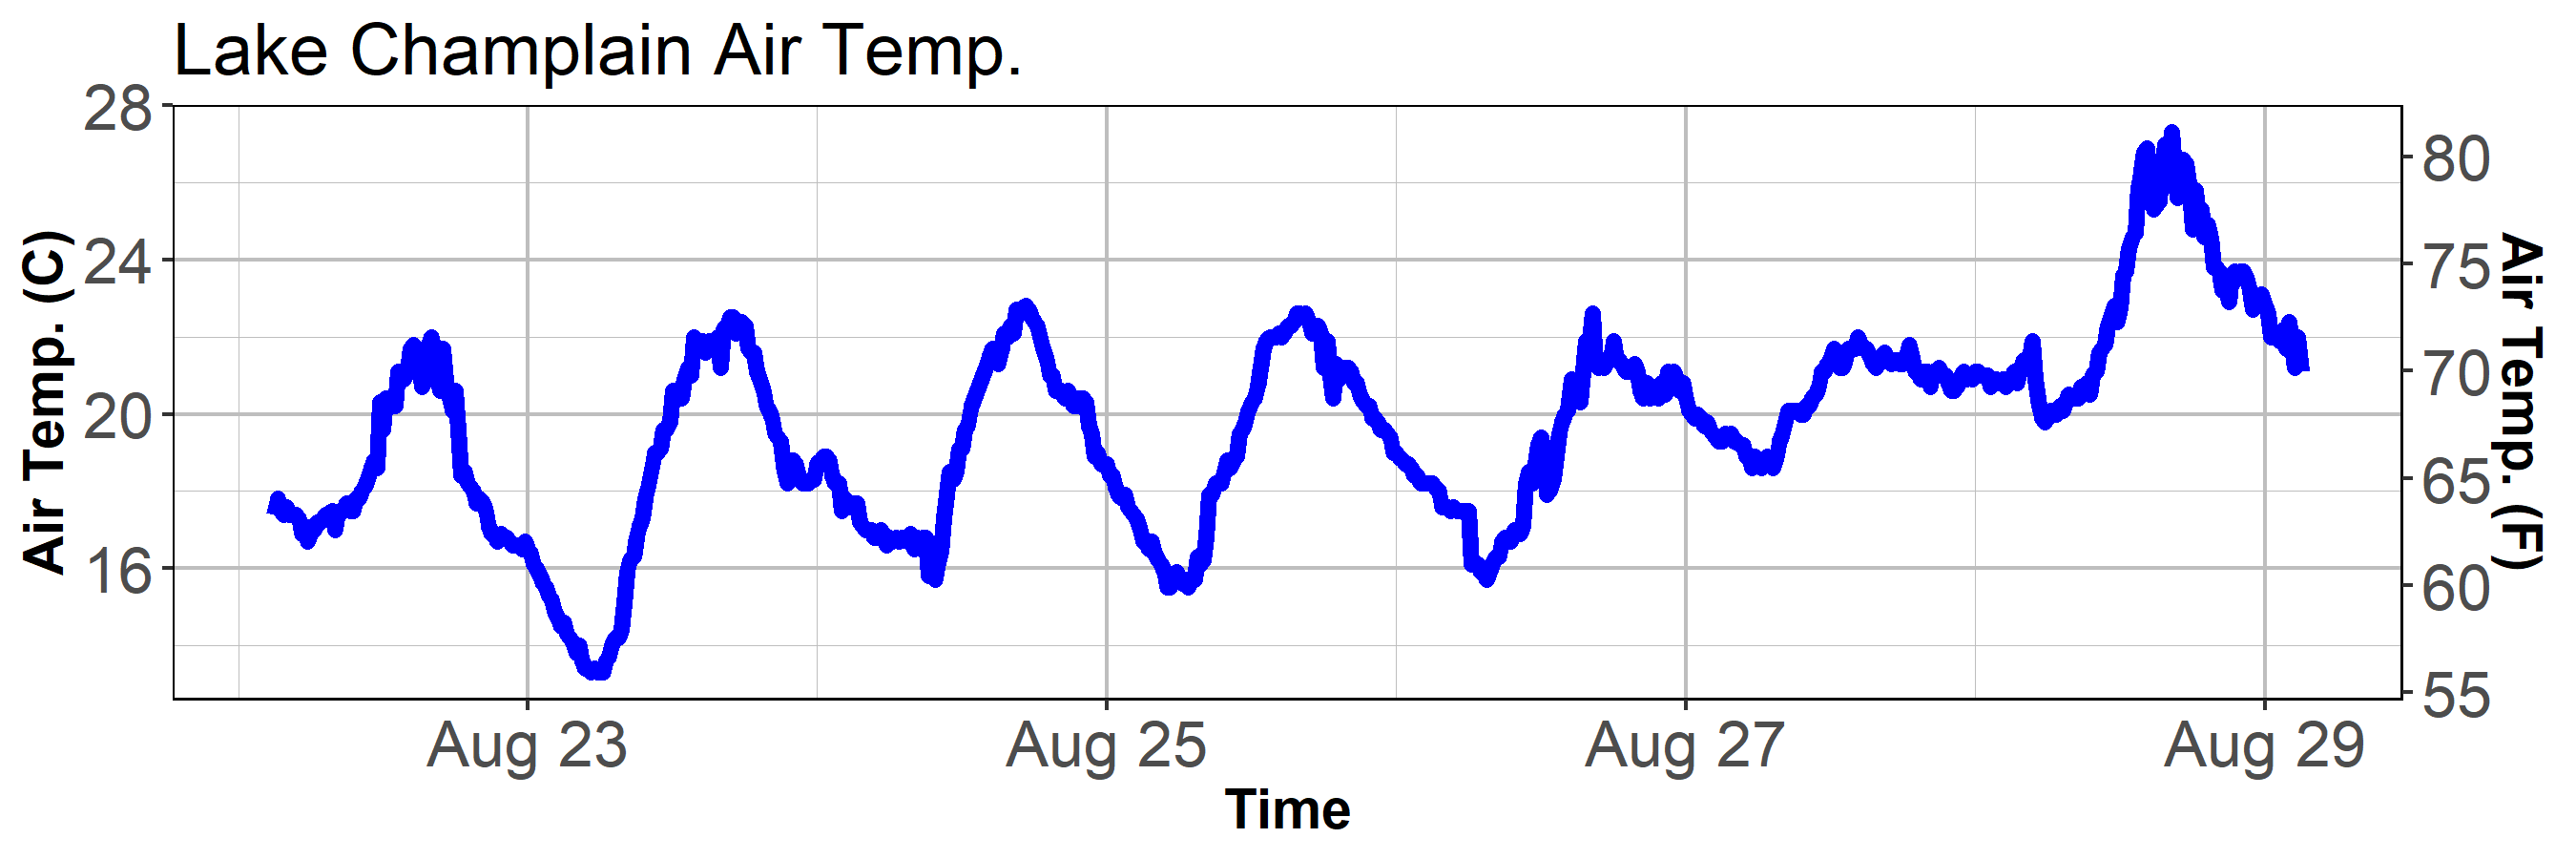 Lake Champlain Air Temp.
Air Temp. (C)
28
24
20
16
80
75
70
65
60
55
Air Temp. (F)
Aug 23 Aug 25 Aug 27 Aug 29
Time